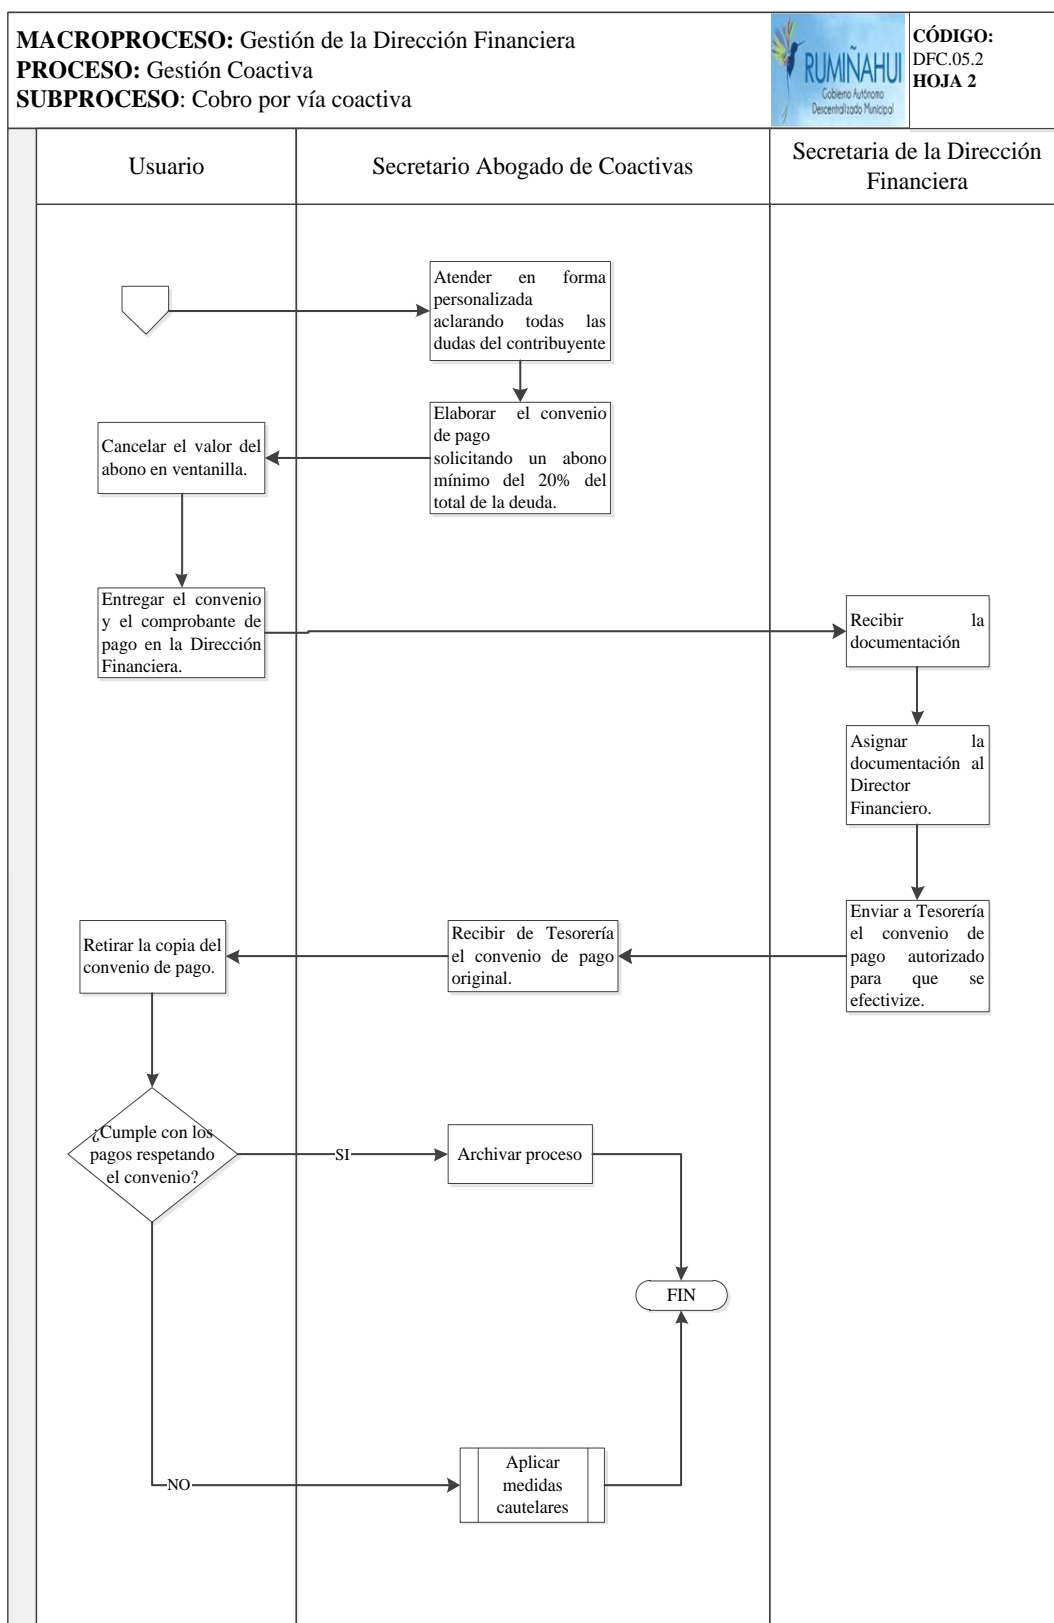 MACROPROCESO: Gestión de la Dirección Financiera
PROCESO: Gestión Coactiva
SUBPROCESO: Cobro por vía coactiva
RUMIÑAHUI
Gobierno Autónomo
Descentralizado Municipal
CÓDIGO:
DFC.05.2
HOJA 2
Usuario
Secretario Abogado de Coactivas
Secretaria de la Dirección
Financiera
Atender en forma
personalizada
aclarando todas las
dudas del contribuyente
Elaborar el convenio
de pago
solicitando un abono
mínimo del 20% del
total de la deuda.
Cancelar el valor del
abono en ventanilla.
Entregar el convenio
y el comprobante de
pago en la Dirección
Financiera.
Recibir la
documentación
Asignar la
documentación al
Director
Financiero.
Enviar a Tesorería
el convenio de
pago autorizado
para que se
efectivize.
Recibir de Tesorería
el convenio de pago
original.
Retirar la copia del
convenio de pago.
¿Cumple con los
pagos respetando
el convenio?
SI
Archivar proceso
FIN
NO
Aplicar
medidas
cautelares